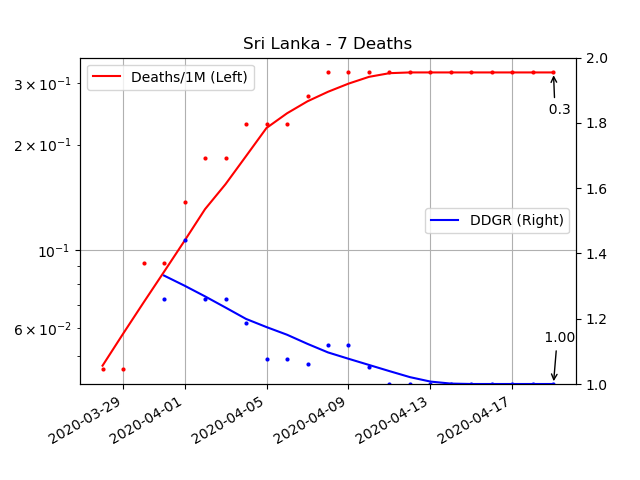 Sri Lanka - 7 Deaths
Deaths/1M (Left)
DDGR (Right)
3 × 10⁻¹
2 × 10⁻¹
10⁻¹
6 × 10⁻²
2.0
1.8
1.6
1.4
1.2
1.0
0.3
1.00
2020-03-29
2020-04-01
2020-04-05
2020-04-09
2020-04-13
2020-04-17